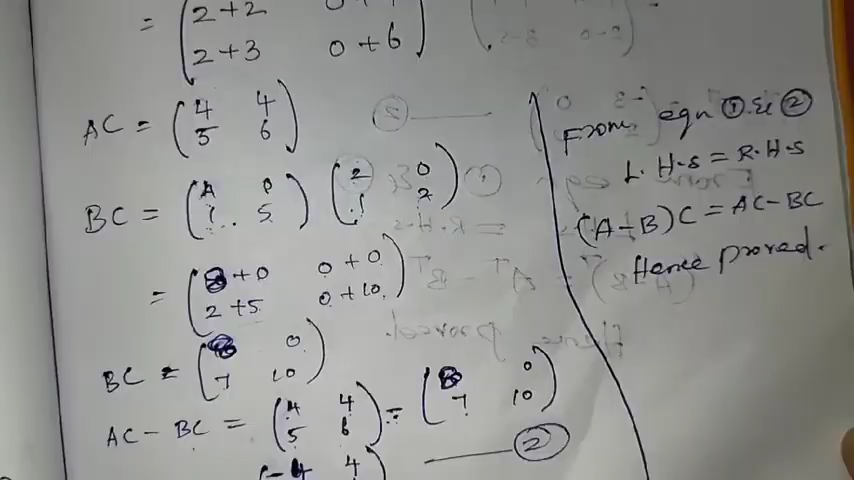 = ( 2+2
2+3 0+6 )
AC = ( 4 4
5 6 )
BC = ( 5 ) ( 2 0
1 2 ) 
= ( 8+0 0+0
2+5 0+10 )
BC = ( 8 0
7 10 )
AC - BC = ( 4 4
5 6 ) - ( 8 0
7 10 )
( -4 4 ②
From eqn ① & ②
L.H.S = R.H.S
(A-B)C = AC-BC
Hence proved.